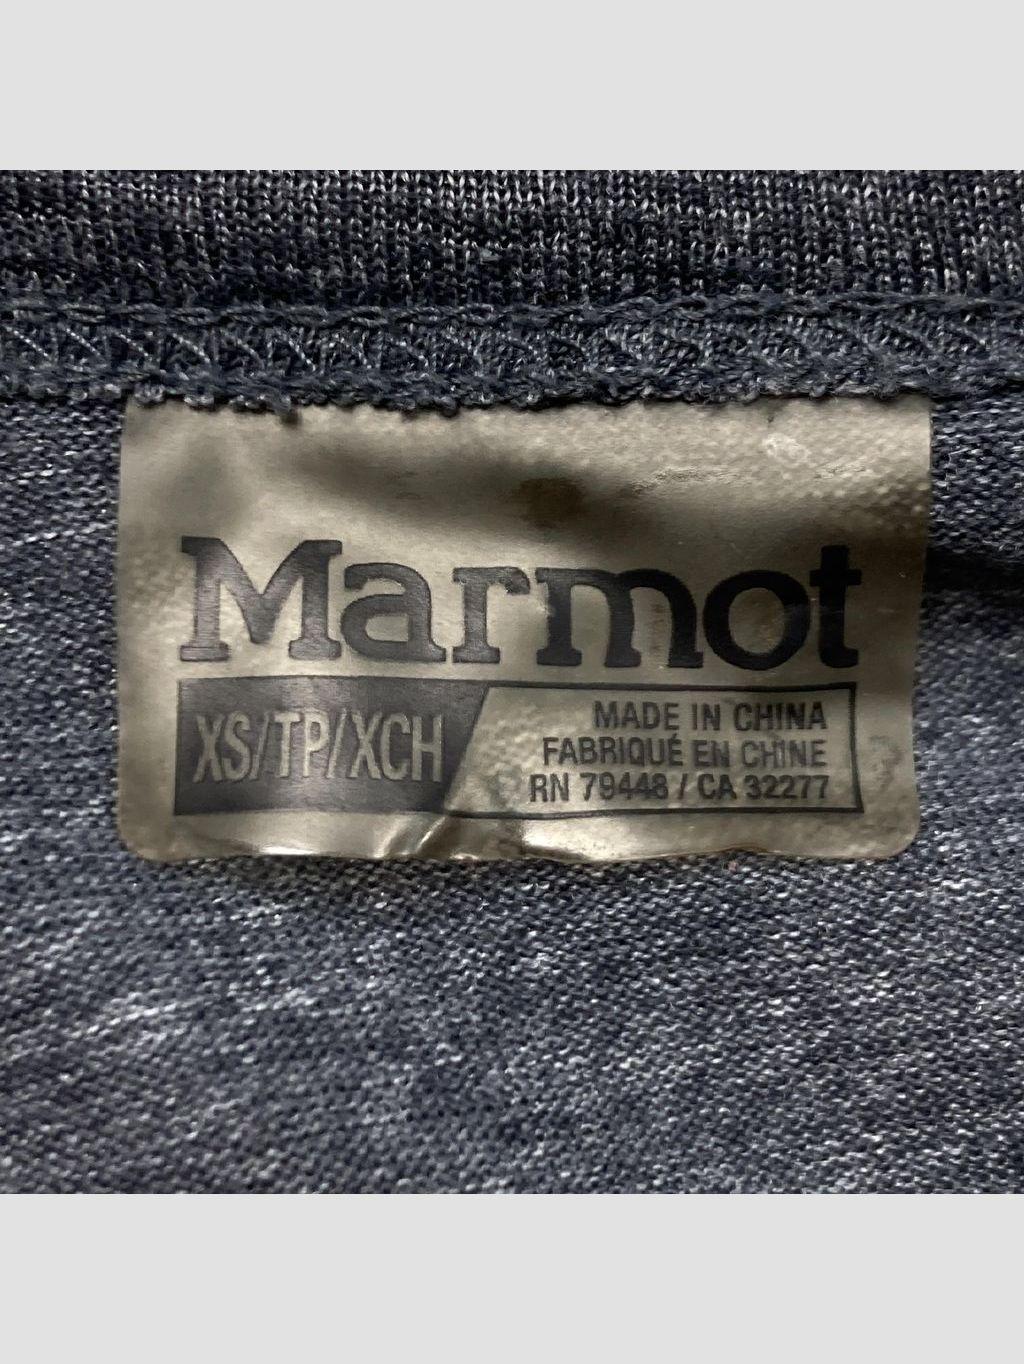 Marmot
XS/TP/XCH
MADE IN CHINA
FABRIQUÉ EN CHINE
RN 79448 / CA 32277